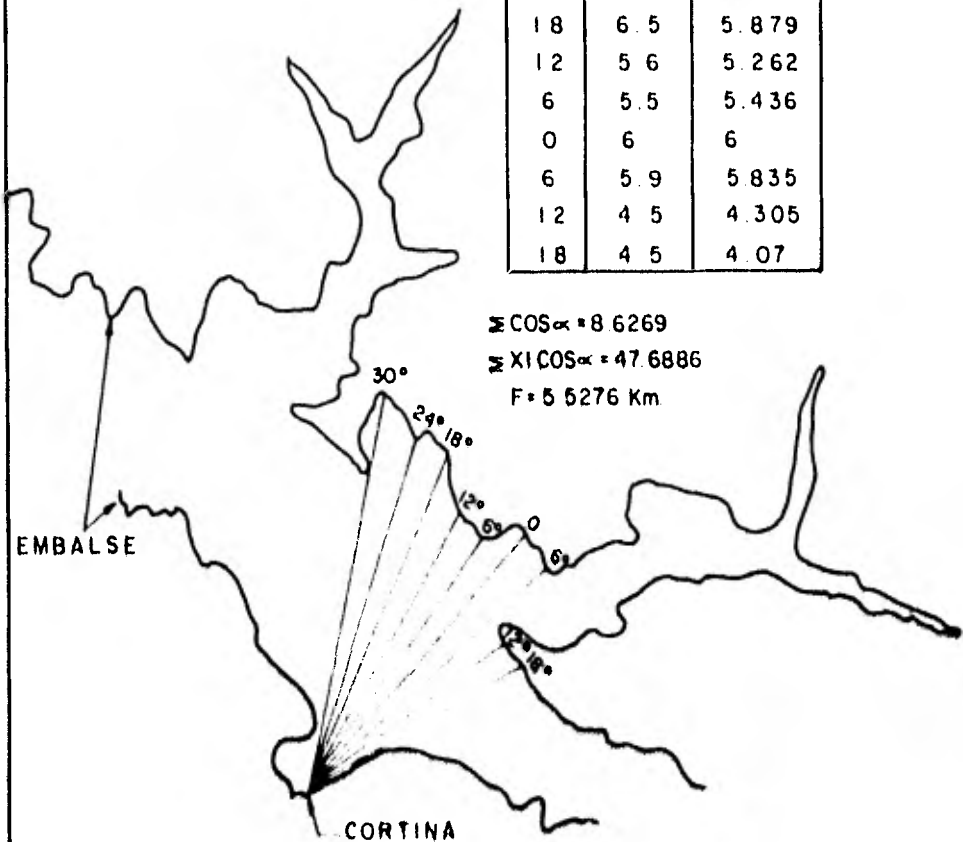 18 6.5 5.879
12 5 6 5.262
6 5.5 5.436
0 6 6
6 5.9 5.835
12 4 5 4.305
18 4 5 4.07
Σ COS∝ = 8.6269
Σ XI COS∝ = 47.6886
F = 5 5276 Km
30°
24° 18°
12°
6° 0
6°
12° 18°
EMBALSE
CORTINA